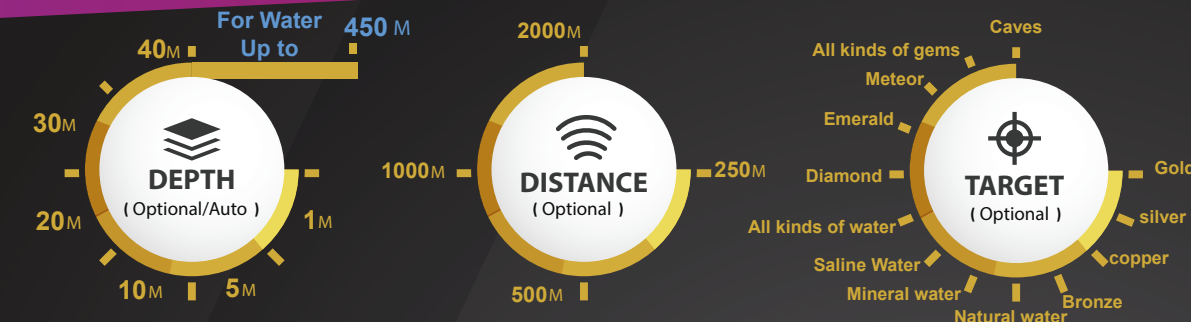 For Water
Up to
450 M
40M
30M
20M
10M
5M
1M
DEPTH
( Optional/Auto )
2000M
1000M
500M
250M
DISTANCE
( Optional )
Caves
All kinds of gems
Meteor
Emerald
Diamond
All kinds of water
Saline Water
Mineral water
Natural water
Bronze
copper
silver
Gold
TARGET
( Optional )